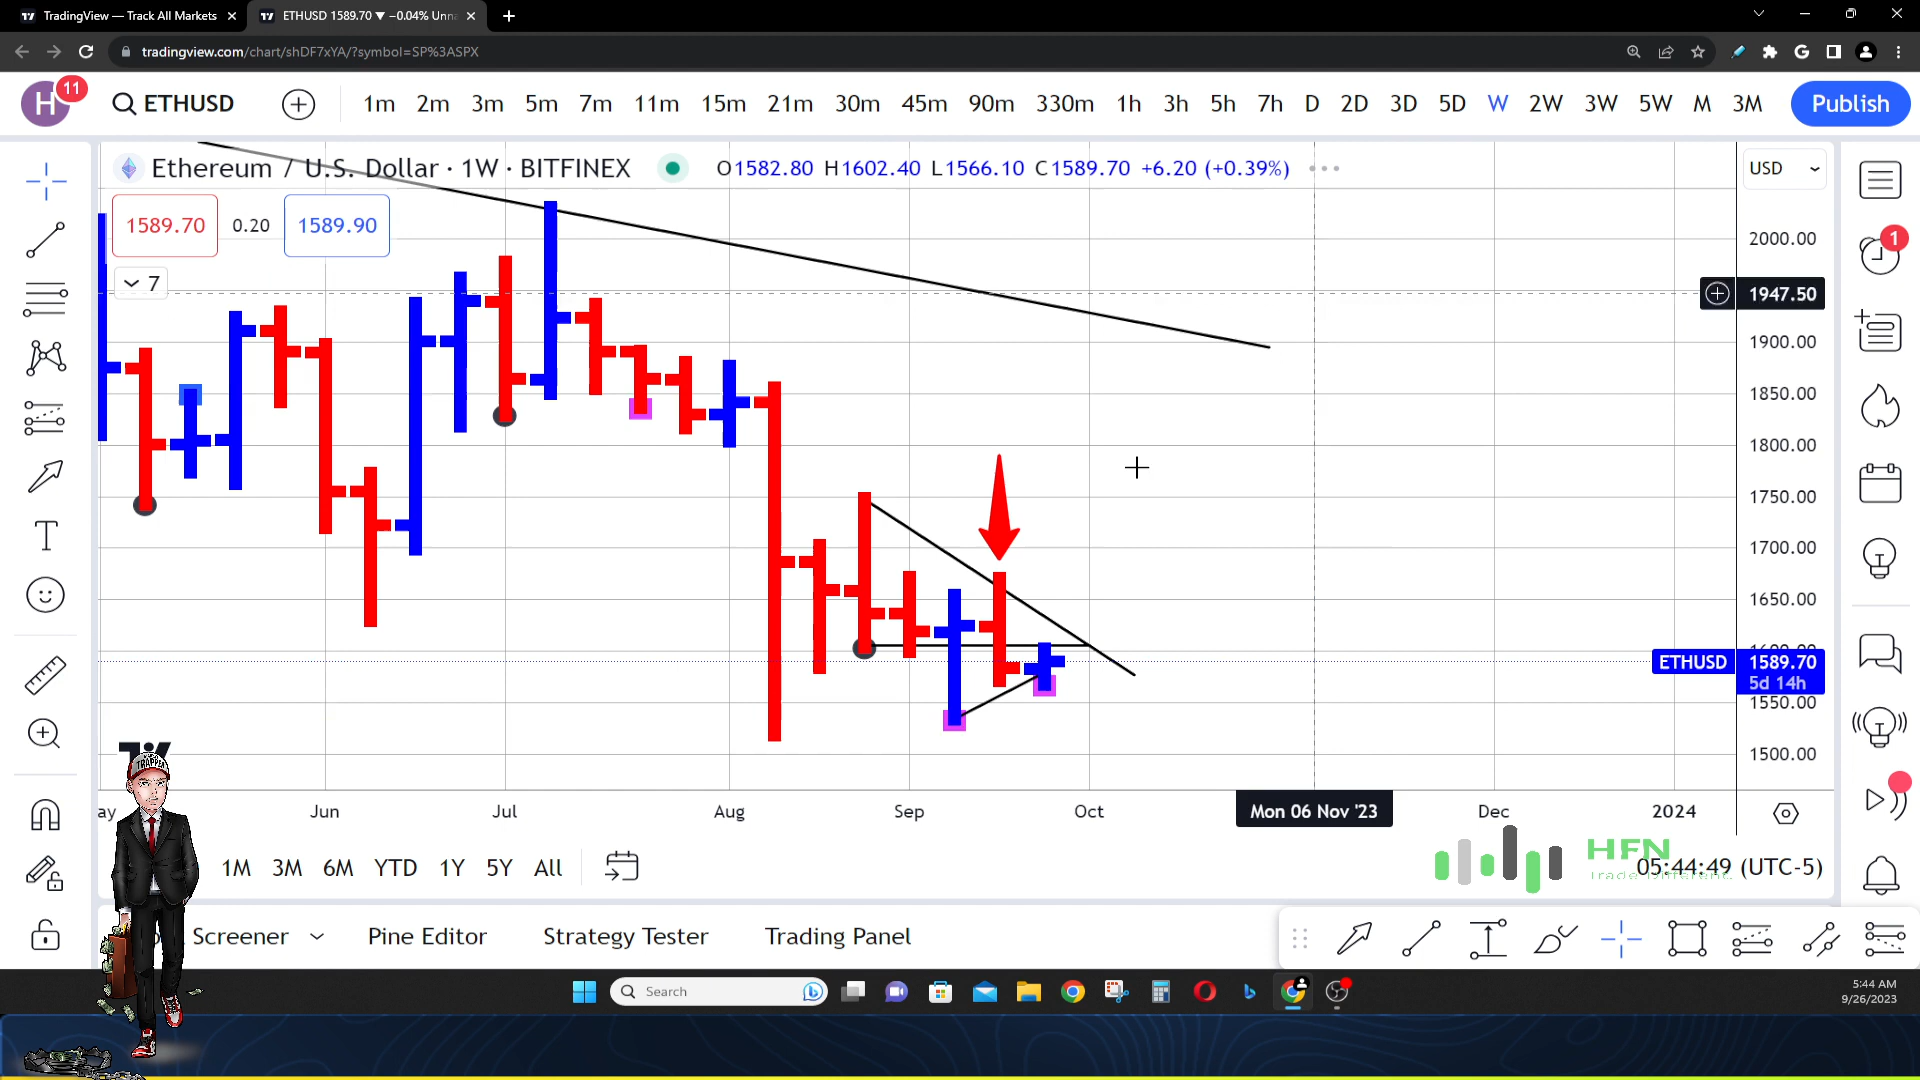 TradingView — Track All Markets
ETHUSD 1589.70 ▼ −0.04% Unna
tradingview.com/chart/shDF7xYA/?symbol=SP%3ASPX
H 11 ETHUSD 1m 2m 3m 5m 7m 11m 15m 21m 30m 45m 90m 330m 1h 3h 5h 7h D 2D 3D 5D W 2W 3W 5W M 3M Publish
Ethereum / U.S. Dollar · 1W · BITFINEX O1582.80 H1602.40 L1566.10 C1589.70 +6.20 (+0.39%) USD
1589.70 0.20 1589.90
7
2000.00
1947.50
1900.00
1850.00
1800.00
1750.00
1700.00
1650.00
ETHUSD 1589.70
5d 14h
1550.00
1500.00
TRAPPER
ay Jun Jul Aug Sep Oct Mon 06 Nov '23 Dec 2024
1M 3M 6M YTD 1Y 5Y All
HFN
Trade Different.
05:44:49 (UTC-5)
Screener Pine Editor Strategy Tester Trading Panel
Search
5:44 AM
9/26/2023
1